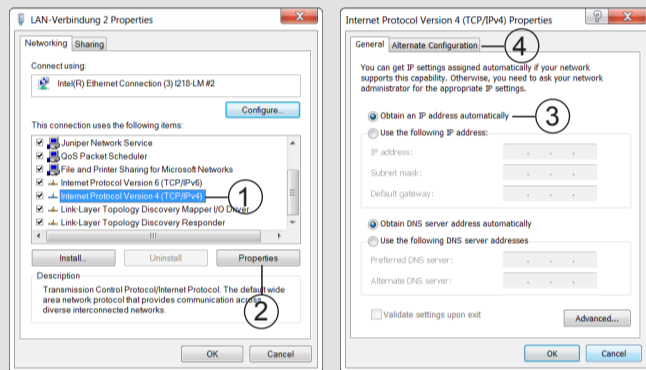 LAN-Verbindung 2 Properties
Networking Sharing
Connect using:
Intel(R) Ethernet Connection (3) I218-LM #2
Configure...
This connection uses the following items:
Juniper Network Service
QoS Packet Scheduler
File and Printer Sharing for Microsoft Networks
Internet Protocol Version 6 (TCP/IPv6)
Internet Protocol Version 4 (TCP/IPv4)
1
Link-Layer Topology Discovery Mapper I/O Driver
Link-Layer Topology Discovery Responder
Install... Uninstall Properties
Description
Transmission Control Protocol/Internet Protocol. The default wide
area network protocol that provides communication across
diverse interconnected networks.
2
OK Cancel
Internet Protocol Version 4 (TCP/IPv4) Properties
General Alternate Configuration
4
You can get IP settings assigned automatically if your network
supports this capability. Otherwise, you need to ask your network
administrator for the appropriate IP settings.
Obtain an IP address automatically
3
Use the following IP address:
IP address:
Subnet mask:
Default gateway:
Obtain DNS server address automatically
Use the following DNS server addresses
Preferred DNS server:
Alternate DNS server:
Validate settings upon exit
Advanced...
OK Cancel